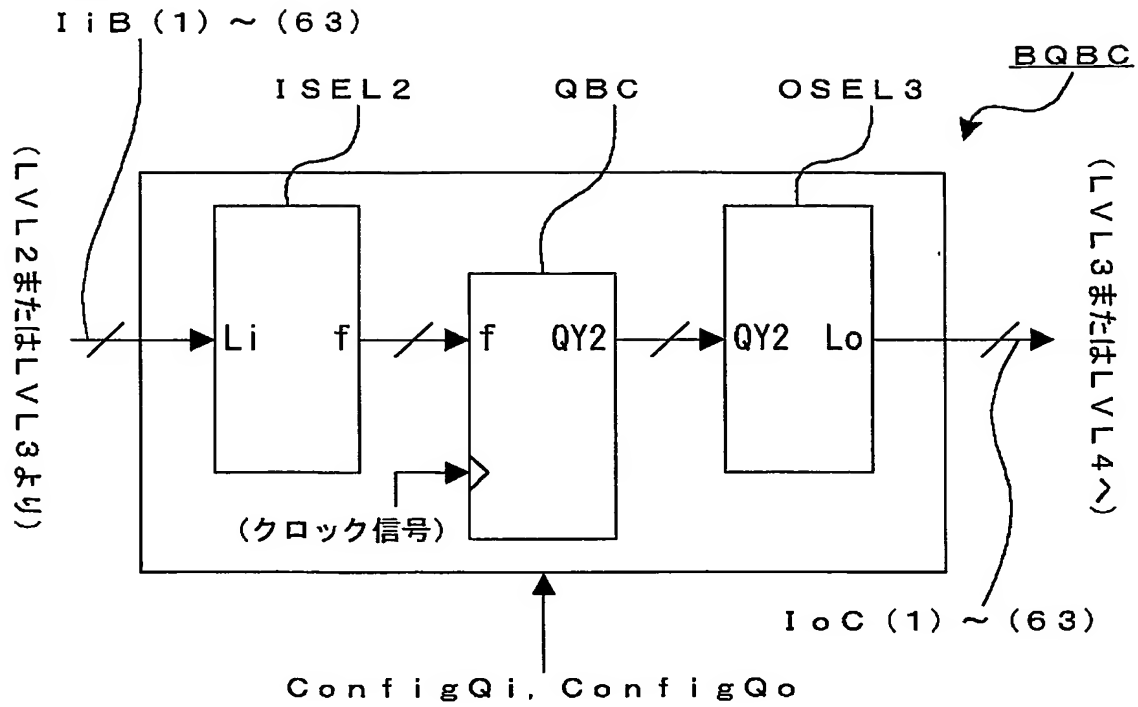 IiB(1)~(63)
BQBC
ISEL2
QBC
OSEL3
(LVL2またはLVL3より)
(LVL3またはLVL4へ)
Li
f
f
QY2
QY2
Lo
(クロック信号)
IoC(1)~(63)
ConfigQi, ConfigQo